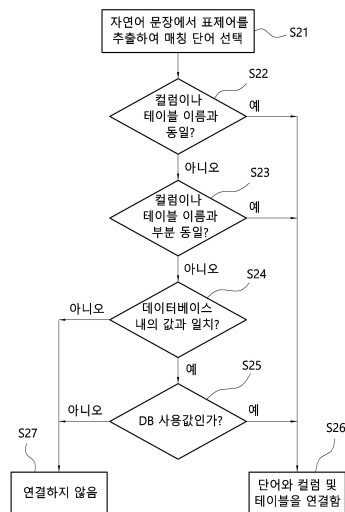 자연어 문장에서 표제어를
추출하여 매칭 단어 선택
S21
S22
컬럼이나
테이블 이름과
동일?
예
아니오
S23
컬럼이나
테이블 이름과
부분 동일?
예
아니오
S24
데이터베이스
내의 값과 일치?
아니오
예
S25
DB 사용값인가?
아니오
예
S27
연결하지 않음
S26
단어와 컬럼 및
테이블을 연결함